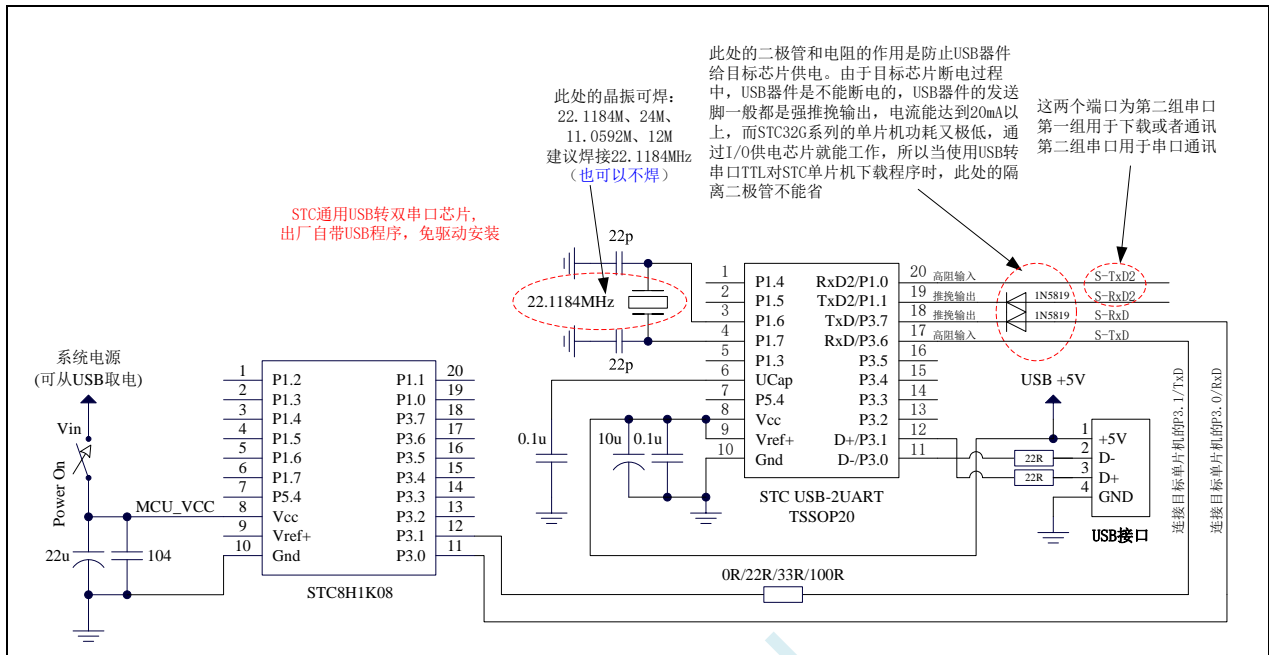 此处的二极管和电阻的作用是防止USB器件
给目标芯片供电。由于目标芯片断电过程
中，USB器件是不能断电的，USB器件的发送
脚一般都是强推挽输出，电流能达到20mA以
上，而STC32G系列的单片机功耗又极低，通
过I/O供电芯片就能工作，所以当使用USB转
串口TTL对STC单片机下载程序时，此处的隔
离二极管不能省
此处的晶振可焊：
22.1184M、24M、
11.0592M、12M
建议焊接22.1184MHz
（也可以不焊）
这两个端口为第二组串口
第一组用于下载或者通讯
第二组串口用于串口通讯
STC通用USB转双串口芯片，
出厂自带USB程序，免驱动安装
22p
22.1184MHz
22p
1 P1.4
2 P1.5
3 P1.6
4 P1.7
5 P1.3
6 UCap
7 P5.4
8 Vcc
9 Vref+
10 Gnd
RxD2/P1.0 20 高阻输入 S-TxD2
TxD2/P1.1 19 推挽输出 1N5819 S-RxD2
TxD/P3.7 18 推挽输出 1N5819 S-RxD
RxD/P3.6 17 高阻输入 S-TxD
P3.5 16
P3.4 15
P3.3 14
P3.2 13
D+/P3.1 12
D-/P3.0 11
STC USB-2UART
TSSOP20
0.1u
10u
0.1u
22R
22R
USB +5V
1 +5V
2 D-
3 D+
4 GND
USB接口
连接目标单片机的P3.1/TxD
连接目标单片机的P3.0/RxD
系统电源
(可从USB取电)
Vin
Power On
MCU_VCC
22u
104
1 P1.2
2 P1.3
3 P1.4
4 P1.5
5 P1.6
6 P1.7
7 P5.4
8 Vcc
9 Vref+
10 Gnd
P1.1 20
P1.0 19
P3.7 18
P3.6 17
P3.5 16
P3.4 15
P3.3 14
P3.2 13
P3.1 12
P3.0 11
STC8H1K08
0R/22R/33R/100R